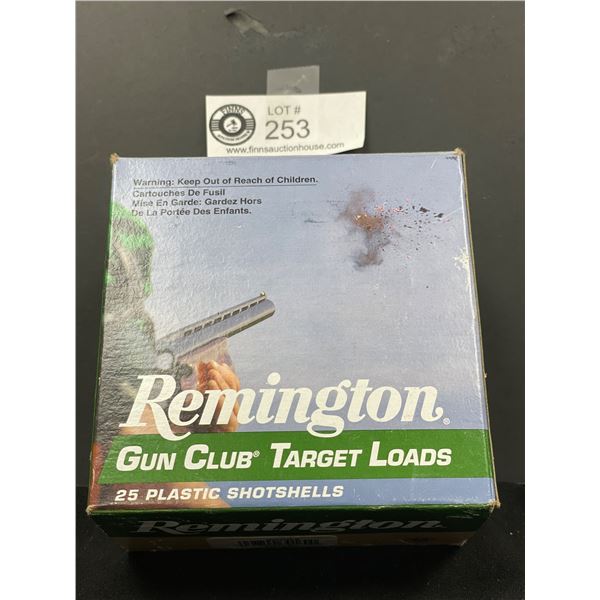 FINNS
LOT #
253
www.finnsauctionhouse.com
Warning: Keep Out of Reach of Children.
Cartouches De Fusil
Mise En Garde: Gardez Hors
De La Portée Des Enfants.
Remington®
GUN CLUB® TARGET LOADS
25 PLASTIC SHOTSHELLS
Remington